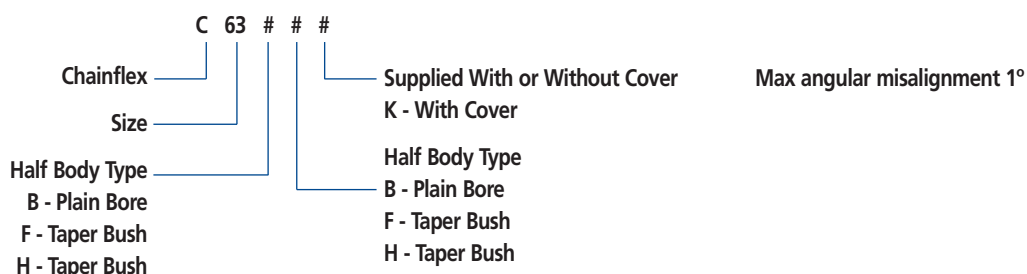 C 63 # # #
Chainflex
Size
Half Body Type
B - Plain Bore
F - Taper Bush
H - Taper Bush
Supplied With or Without Cover
K - With Cover
Half Body Type
B - Plain Bore
F - Taper Bush
H - Taper Bush
Max angular misalignment 1º